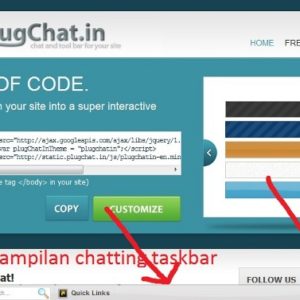 lugChat.in
chat and tool bar for your site
HOME
FRE
OF CODE.
n your site into a super interactive
src="http://ajax.googleapis.com/ajax/libs/jquery/1.
var plugChatInTheme = "plugchatin";</script>
src="http://static.plugchat.in/js/plugchatin-en.min
e tag </body> in your site)
COPY
CUSTOMIZE
ampilan chatting taskbar
at!
FOLLOW US
Quick Links